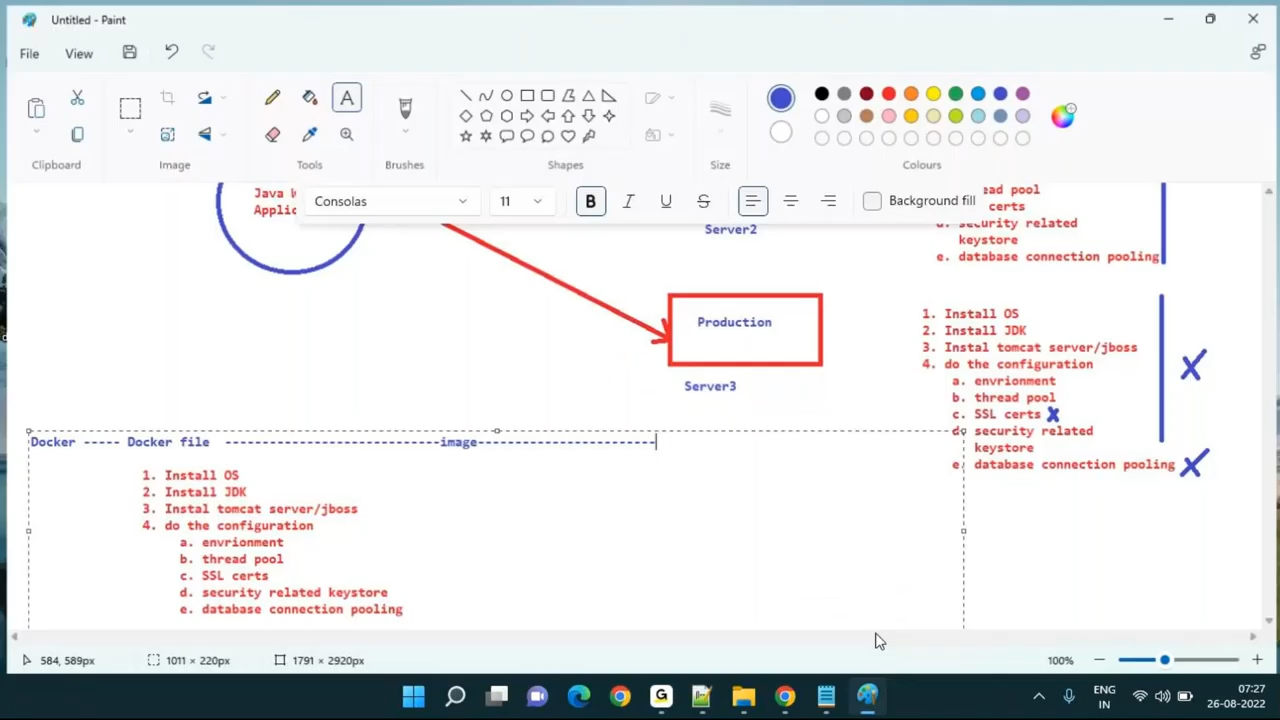 Untitled - Paint
File
View
Clipboard
Image
Tools
Brushes
Shapes
Size
Colours
Consolas
11
B
I
U
S
Background fill
Java W
Applic
Server2
ead pool
certs
d. security related
keystore
e. database connection pooling
Production
Server3
1. Install OS
2. Install JDK
3. Instal tomcat server/jboss
4. do the configuration
a. envrionment
b. thread pool
c. SSL certs
d. security related
keystore
e. database connection pooling
Docker ----- Docker file -----------------------------image------------------------
1. Install OS
2. Install JDK
3. Instal tomcat server/jboss
4. do the configuration
a. envrionment
b. thread pool
c. SSL certs
d. security related keystore
e. database connection pooling
584, 589px
1011 × 220px
1791 × 2920px
100%
ENG
IN
07:27
26-08-2022